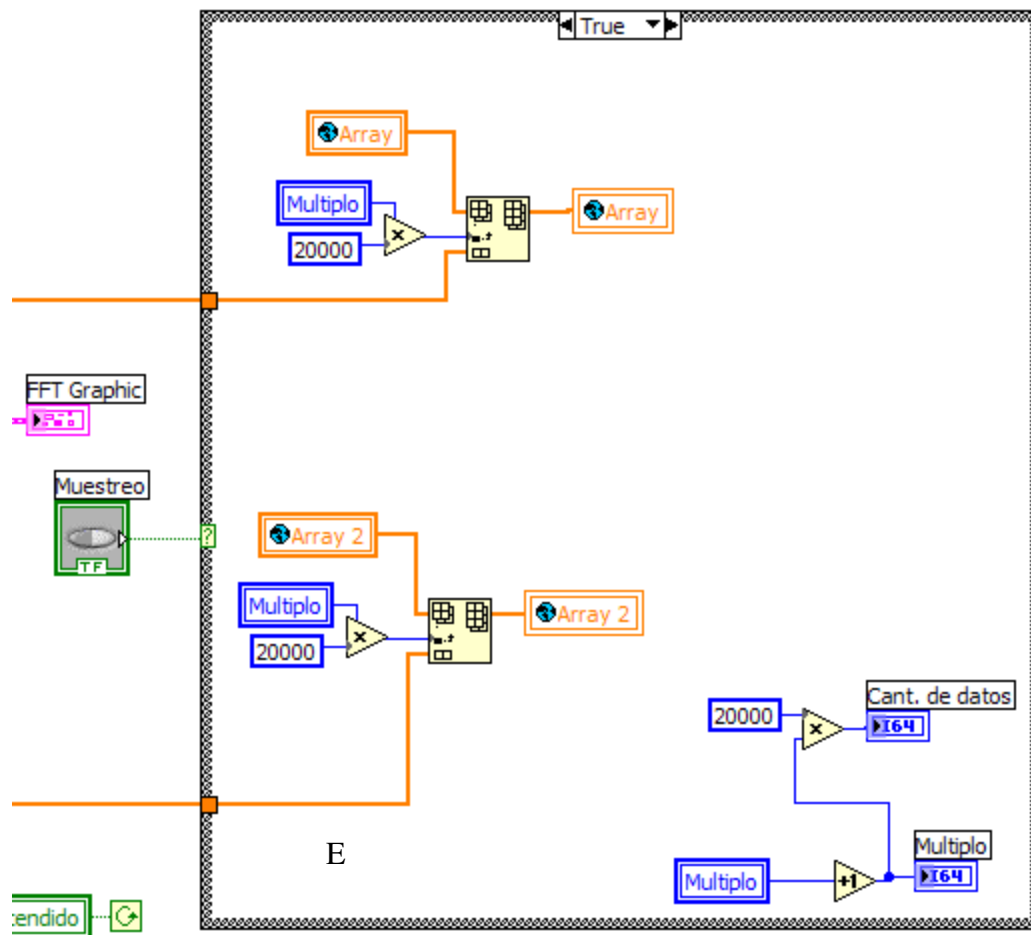 True
Array
Multiplo
Array
20000
FFT Graphic
Muestreo
TF
?
Array 2
Multiplo
Array 2
20000
Cant. de datos
20000
I64
E
Multiplo
Multiplo
+1
I64
tendido